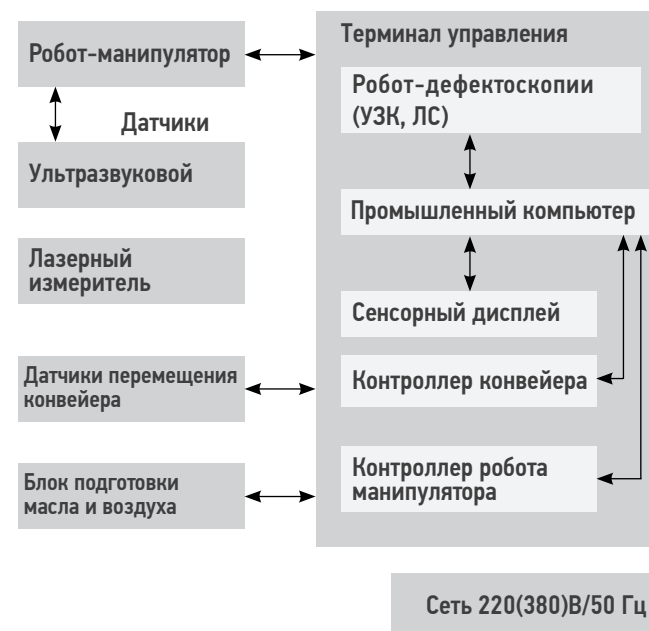 Робот-манипулятор
Датчики
Ультразвуковой
Лазерный
измеритель
Датчики перемещения
конвейера
Блок подготовки
масла и воздуха
Терминал управления
Робот-дефектоскопии
(УЗК, ЛС)
Промышленный компьютер
Сенсорный дисплей
Контроллер конвейера
Контроллер робота
манипулятора
Сеть 220(380)В/50 Гц